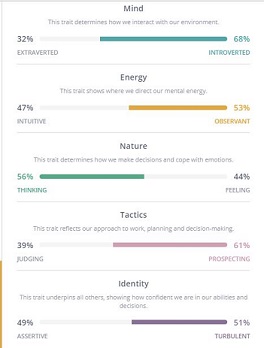 Mind
This trait determines how we interact with our environment.
32% 68%
EXTRAVERTED INTROVERTED
Energy
This trait shows where we direct our mental energy.
47% 53%
INTUITIVE OBSERVANT
Nature
This trait determines how we make decisions and cope with emotions.
56% 44%
THINKING FEELING
Tactics
This trait reflects our approach to work, planning and decision-making.
39% 61%
JUDGING PROSPECTING
Identity
This trait underpins all others, showing how confident we are in our abilities and
decisions.
49% 51%
ASSERTIVE TURBULENT